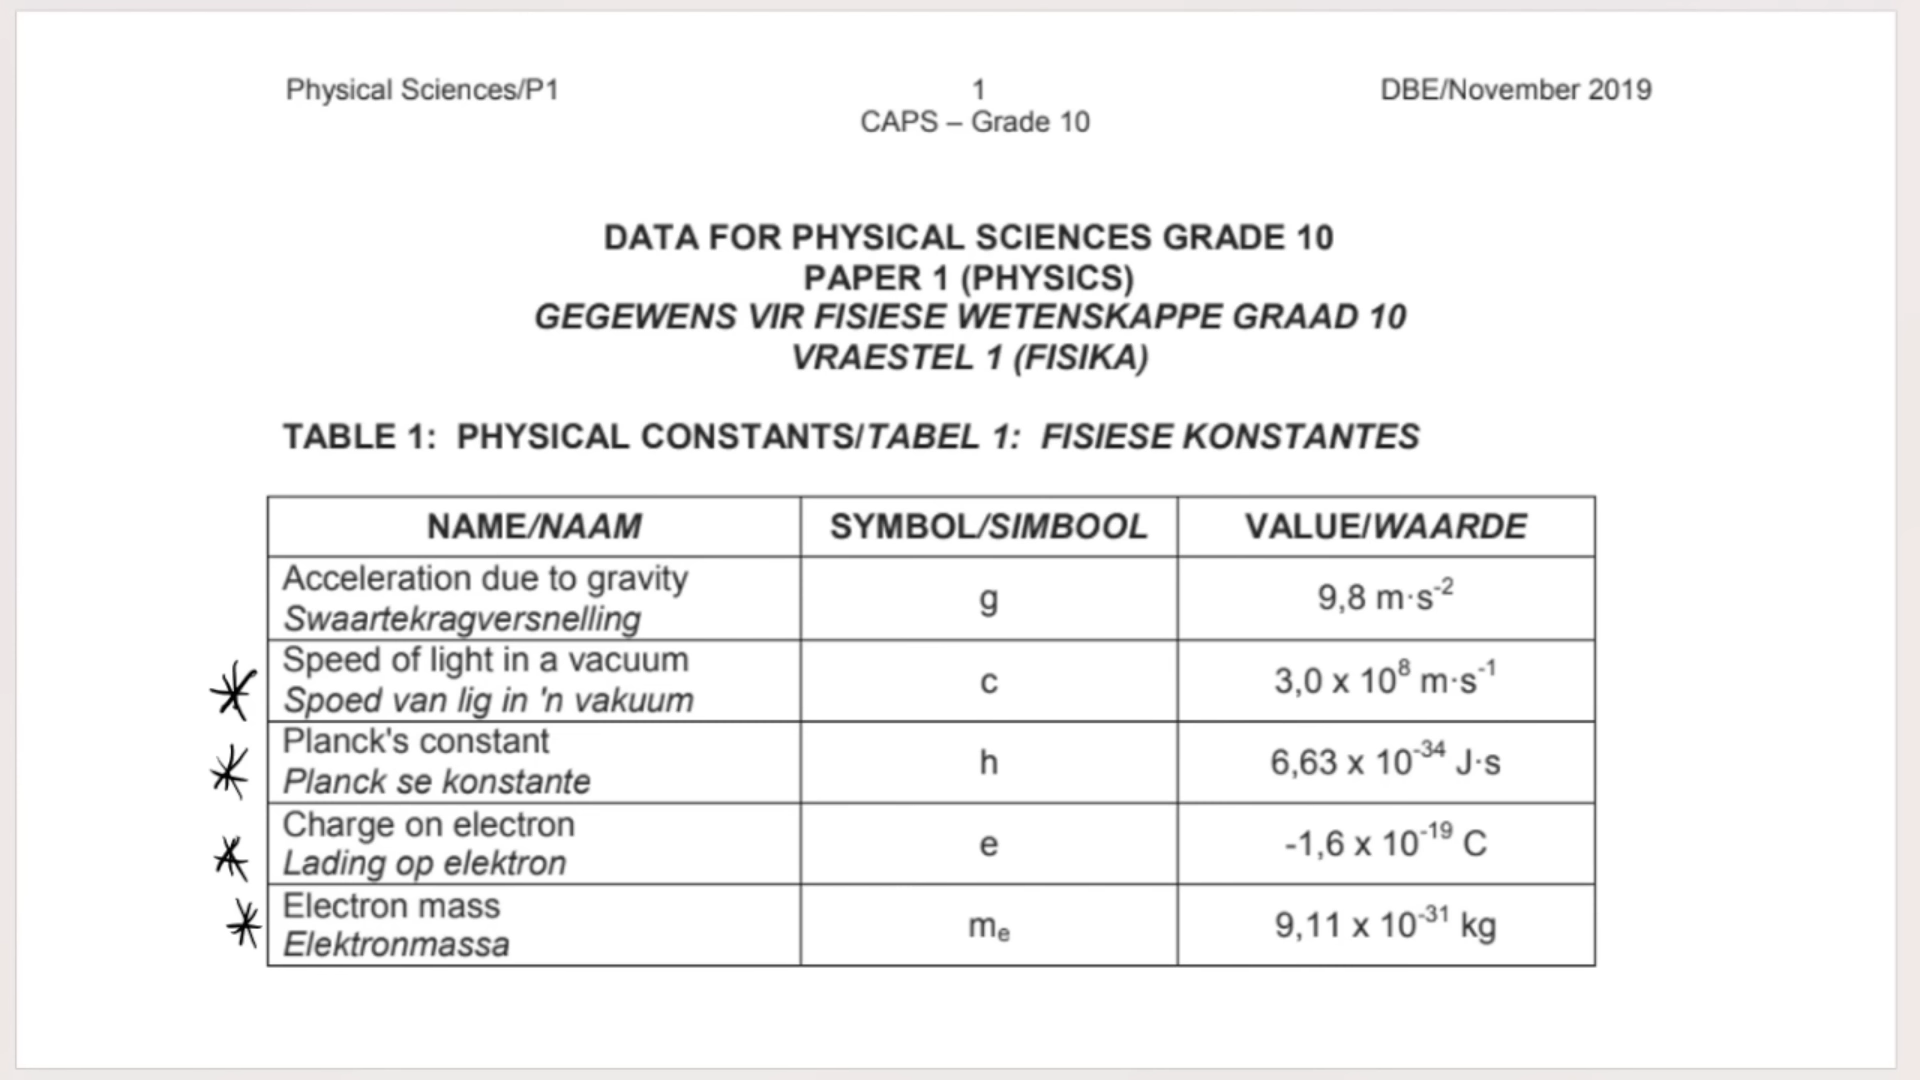 Physical Sciences/P1 1 DBE/November 2019
CAPS – Grade 10
DATA FOR PHYSICAL SCIENCES GRADE 10
PAPER 1 (PHYSICS)
GEGEWENS VIR FISIESE WETENSKAPPE GRAAD 10
VRAESTEL 1 (FISIKA)
TABLE 1: PHYSICAL CONSTANTS/TABEL 1: FISIESE KONSTANTES
NAME/NAAM SYMBOL/SIMBOOL VALUE/WAARDE
Acceleration due to gravity
Swaartekragversnelling
g 9,8 m·s⁻²
Speed of light in a vacuum
Spoed van lig in 'n vakuum
c 3,0 x 10⁸ m·s⁻¹
Planck's constant
Planck se konstante
h 6,63 x 10⁻³⁴ J·s
Charge on electron
Lading op elektron
e -1,6 x 10⁻¹⁹ C
Electron mass
Elektronmassa
mₑ 9,11 x 10⁻³¹ kg